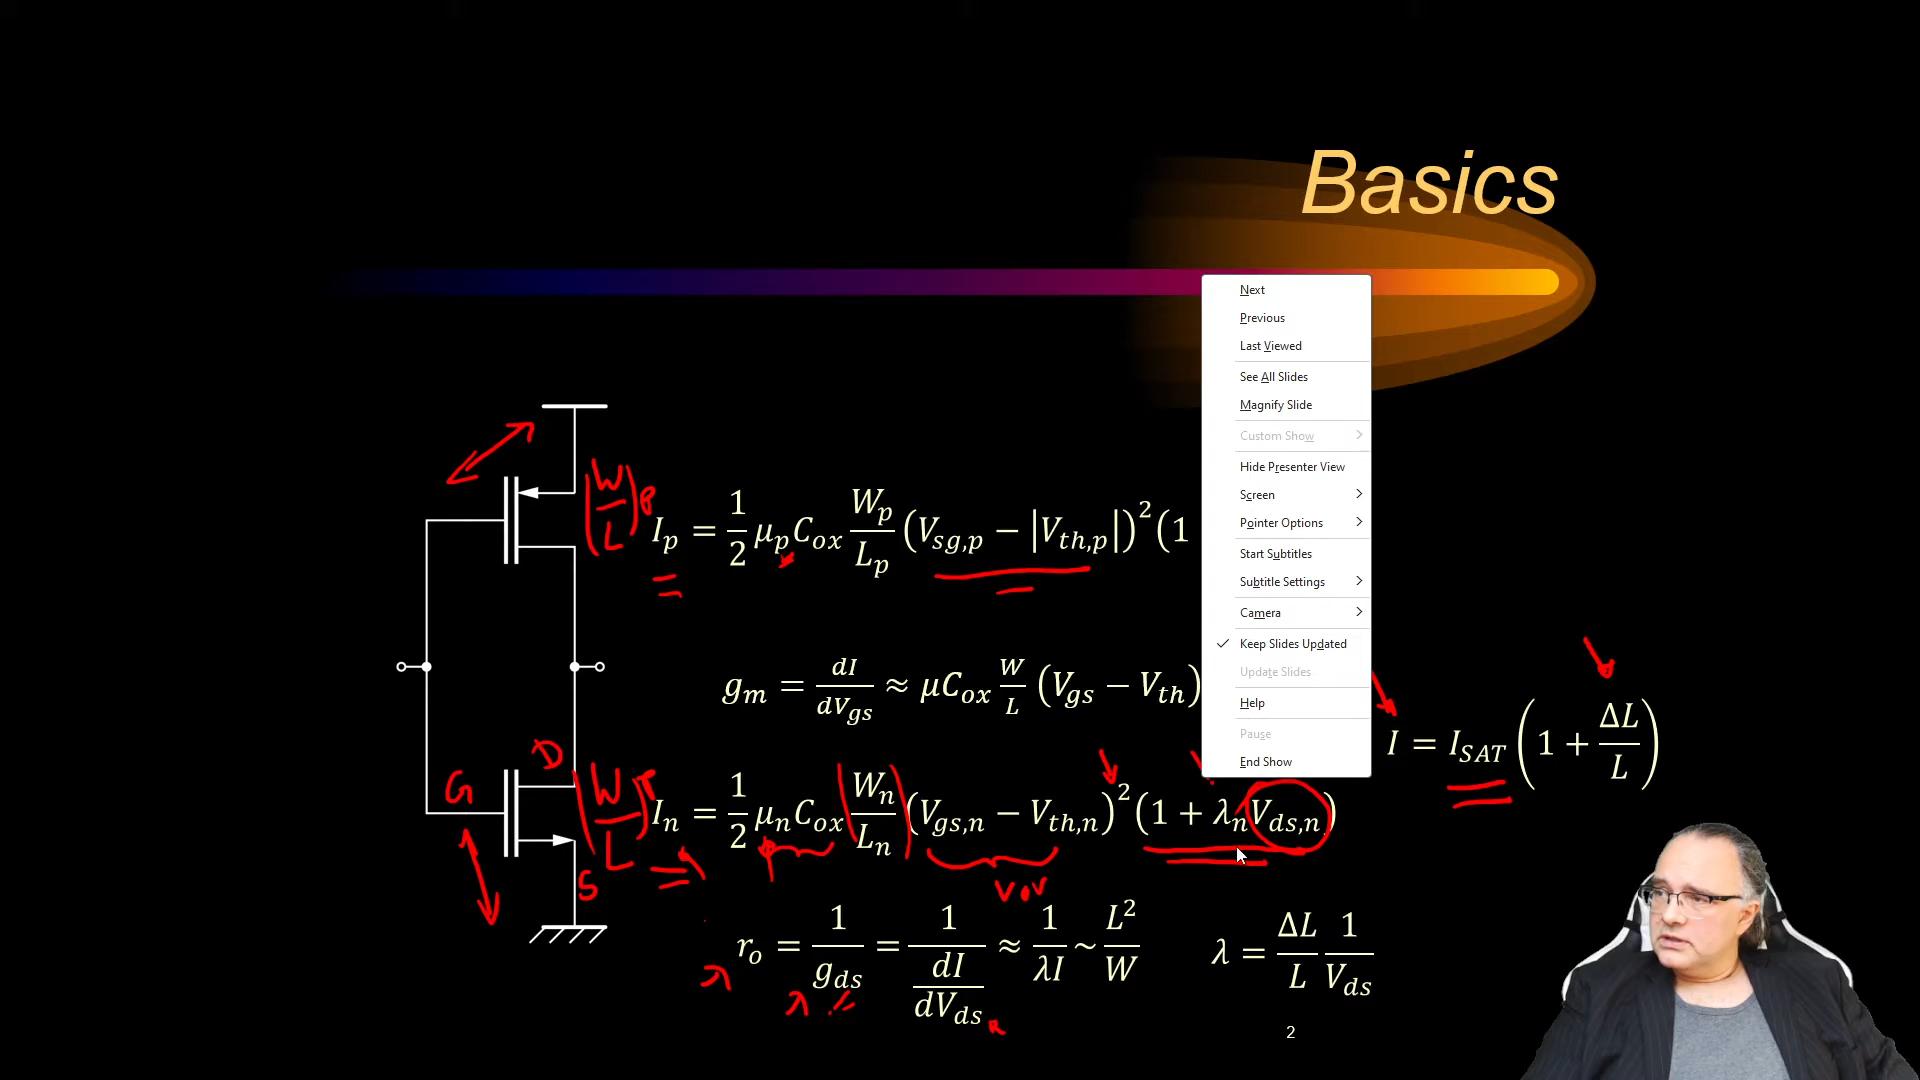 Basics
Next
Previous
Last Viewed
See All Slides
Magnify Slide
Custom Show
Hide Presenter View
Screen
Pointer Options
Start Subtitles
Subtitle Settings
Camera
Keep Slides Updated
Update Slides
Help
Pause
End Show
(W/L)p
I_p = 1/2 μ_p C_ox W_p/L_p (V_sg,p − |V_th,p|)^2 (1
g_m = dI/dV_gs ≈ μC_ox W/L (V_gs − V_th)
I = I_SAT (1 + ΔL/L)
G
D
S
(W/L)
I_n = 1/2 μ_n C_ox W_n/L_n (V_gs,n − V_th,n)^2 (1 + λ_n V_ds,n)
Vov
r_o = 1/g_ds = 1/(dI/dV_ds) ≈ 1/λI ~ L^2/W
λ = ΔL/L 1/V_ds
2